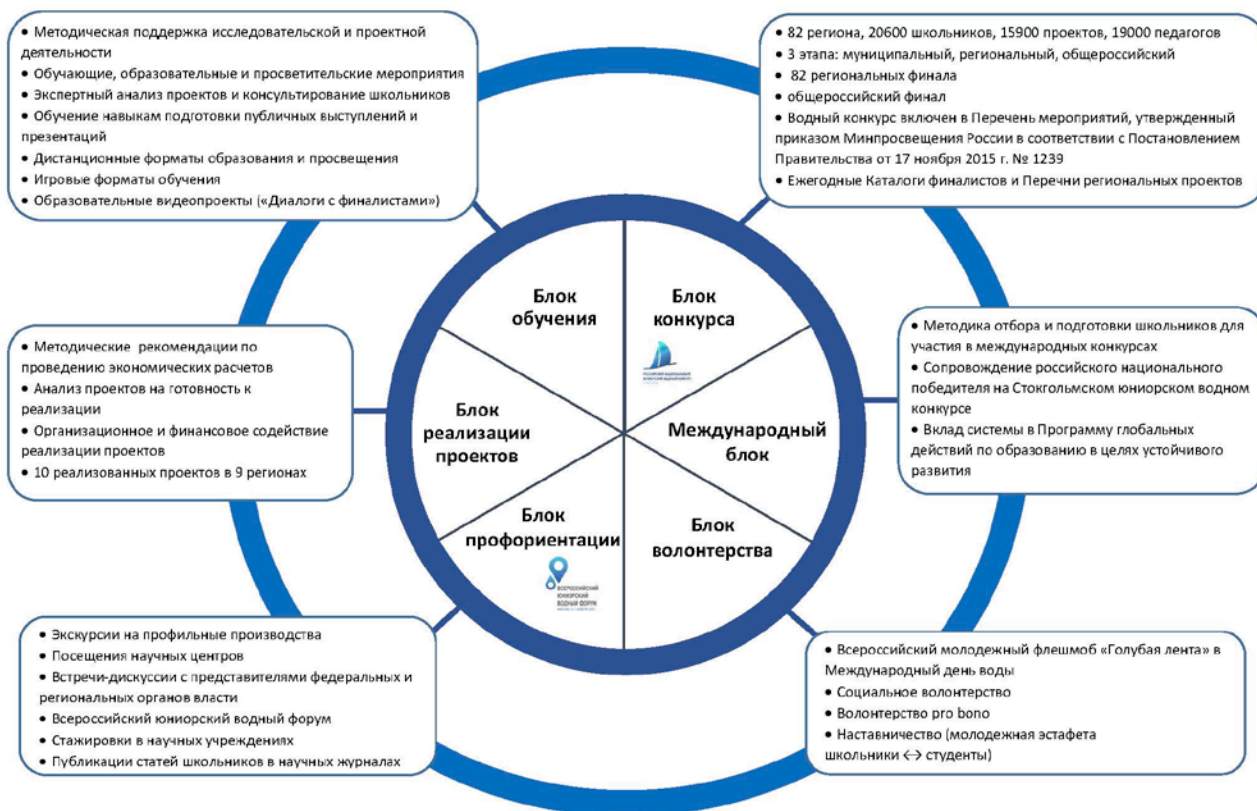 • Методическая поддержка исследовательской и проектной
деятельности
• Обучающие, образовательные и просветительские мероприятия
• Экспертный анализ проектов и консультирование школьников
• Обучение навыкам подготовки публичных выступлений и
презентаций
• Дистанционные форматы образования и просвещения
• Игровые форматы обучения
• Образовательные видеопроекты («Диалоги с финалистами»)
• 82 региона, 20600 школьников, 15900 проектов, 19000 педагогов
• 3 этапа: муниципальный, региональный, общероссийский
• 82 региональных финала
• общероссийский финал
• Водный конкурс включен в Перечень мероприятий, утвержденный
приказом Минпросвещения России в соответствии с Постановлением
Правительства от 17 ноября 2015 г. № 1239
• Ежегодные Каталоги финалистов и Перечни региональных проектов
Блок
обучения
Блок
конкурса
• Методические рекомендации по
проведению экономических расчетов
• Анализ проектов на готовность к
реализации
• Организационное и финансовое содействие
реализации проектов
• 10 реализованных проектов в 9 регионах
Блок
реализации
проектов
Международный
блок
• Методика отбора и подготовки школьников для
участия в международных конкурсах
• Сопровождение российского национального
победителя на Стокгольмском юниорском водном
конкурсе
• Вклад системы в Программу глобальных
действий по образованию в целях устойчивого
развития
Блок
профориентации
ВСЕРОССИЙСКИЙ
ЮНИОРСКИЙ
ВОДНЫЙ ФОРУМ
Блок
волонтерства
• Экскурсии на профильные производства
• Посещения научных центров
• Встречи-дискуссии с представителями федеральных и
региональных органов власти
• Всероссийский юниорский водный форум
• Стажировки в научных учреждениях
• Публикации статей школьников в научных журналах
• Всероссийский молодежный флешмоб «Голубая лента» в
Международный день воды
• Социальное волонтерство
• Волонтерство pro bono
• Наставничество (молодежная эстафета
школьники ↔ студенты)